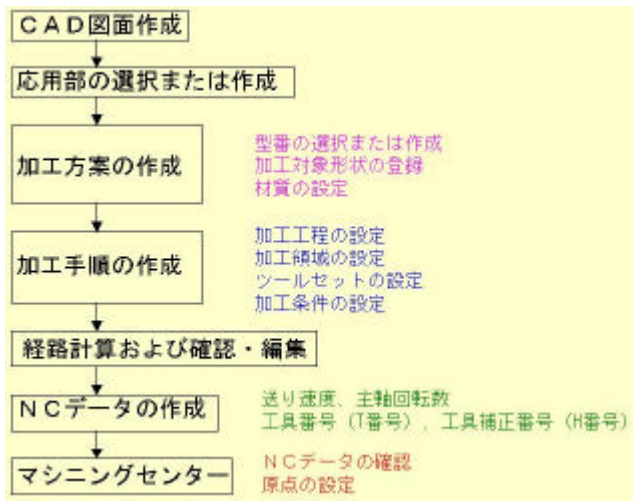 ＣＡＤ図面作成
応用部の選択または作成
加工方案の作成
型番の選択または作成
加工対象形状の登録
材質の設定
加工手順の作成
加工工程の設定
加工領域の設定
ツールセットの設定
加工条件の設定
経路計算および確認・編集
ＮＣデータの作成
送り速度、主軸回転数
工具番号（T番号）、工具補正番号（H番号）
マシニングセンター
ＮＣデータの確認
原点の設定